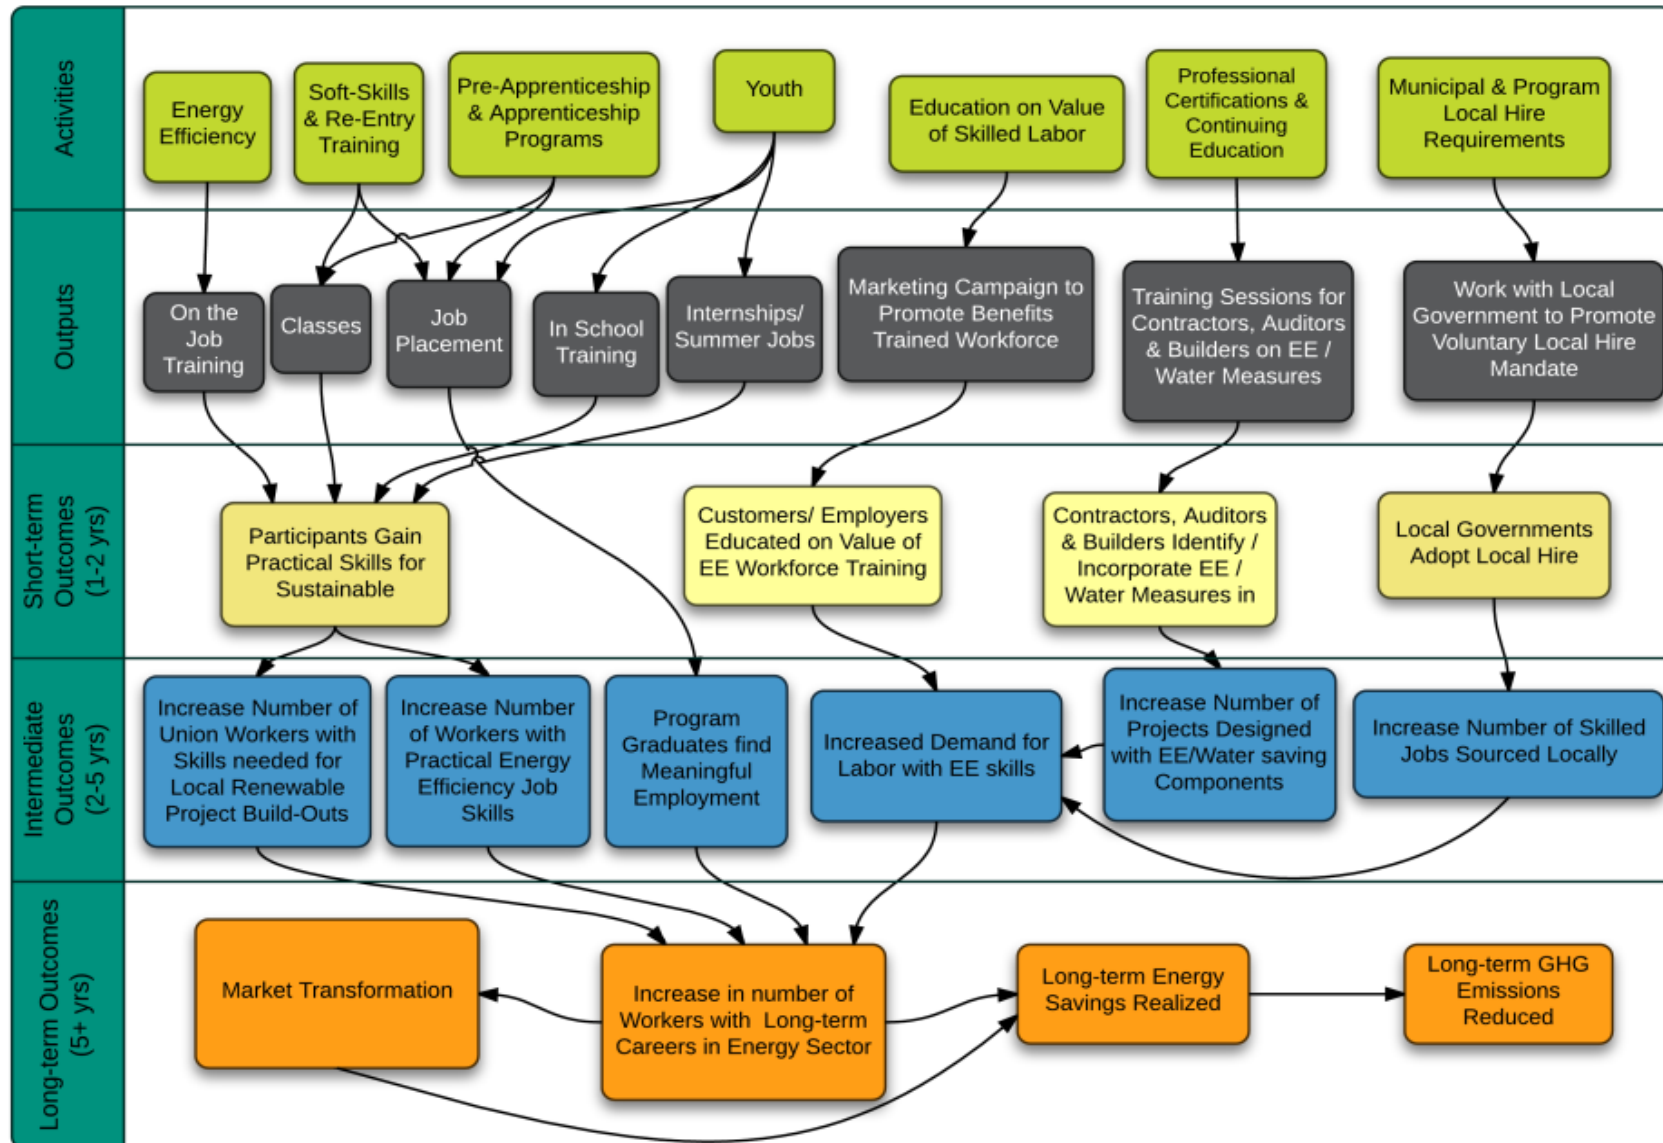 Activities
Energy
Efficiency
Soft-Skills
& Re-Entry
Training
Pre-Apprenticeship
& Apprenticeship
Programs
Youth
Education on Value
of Skilled Labor
Professional
Certifications &
Continuing
Education
Municipal & Program
Local Hire
Requirements
Outputs
On the
Job
Training
Classes
Job
Placement
In School
Training
Internships/
Summer Jobs
Marketing Campaign to
Promote Benefits
Trained Workforce
Training Sessions for
Contractors, Auditors
& Builders on EE /
Water Measures
Work with Local
Government to Promote
Voluntary Local Hire
Mandate
Short-term
Outcomes
(1-2 yrs)
Participants Gain
Practical Skills for
Sustainable
Customers/ Employers
Educated on Value of
EE Workforce Training
Contractors, Auditors
& Builders Identify /
Incorporate EE /
Water Measures in
Local Governments
Adopt Local Hire
Intermediate
Outcomes
(2-5 yrs)
Increase Number of
Union Workers with
Skills needed for
Local Renewable
Project Build-Outs
Increase Number
of Workers with
Practical Energy
Efficiency Job
Skills
Program
Graduates find
Meaningful
Employment
Increased Demand for
Labor with EE skills
Increase Number of
Projects Designed
with EE/Water saving
Components
Increase Number of Skilled
Jobs Sourced Locally
Long-term Outcomes
(5+ yrs)
Market Transformation
Increase in number of
Workers with Long-term
Careers in Energy Sector
Long-term Energy
Savings Realized
Long-term GHG
Emissions
Reduced